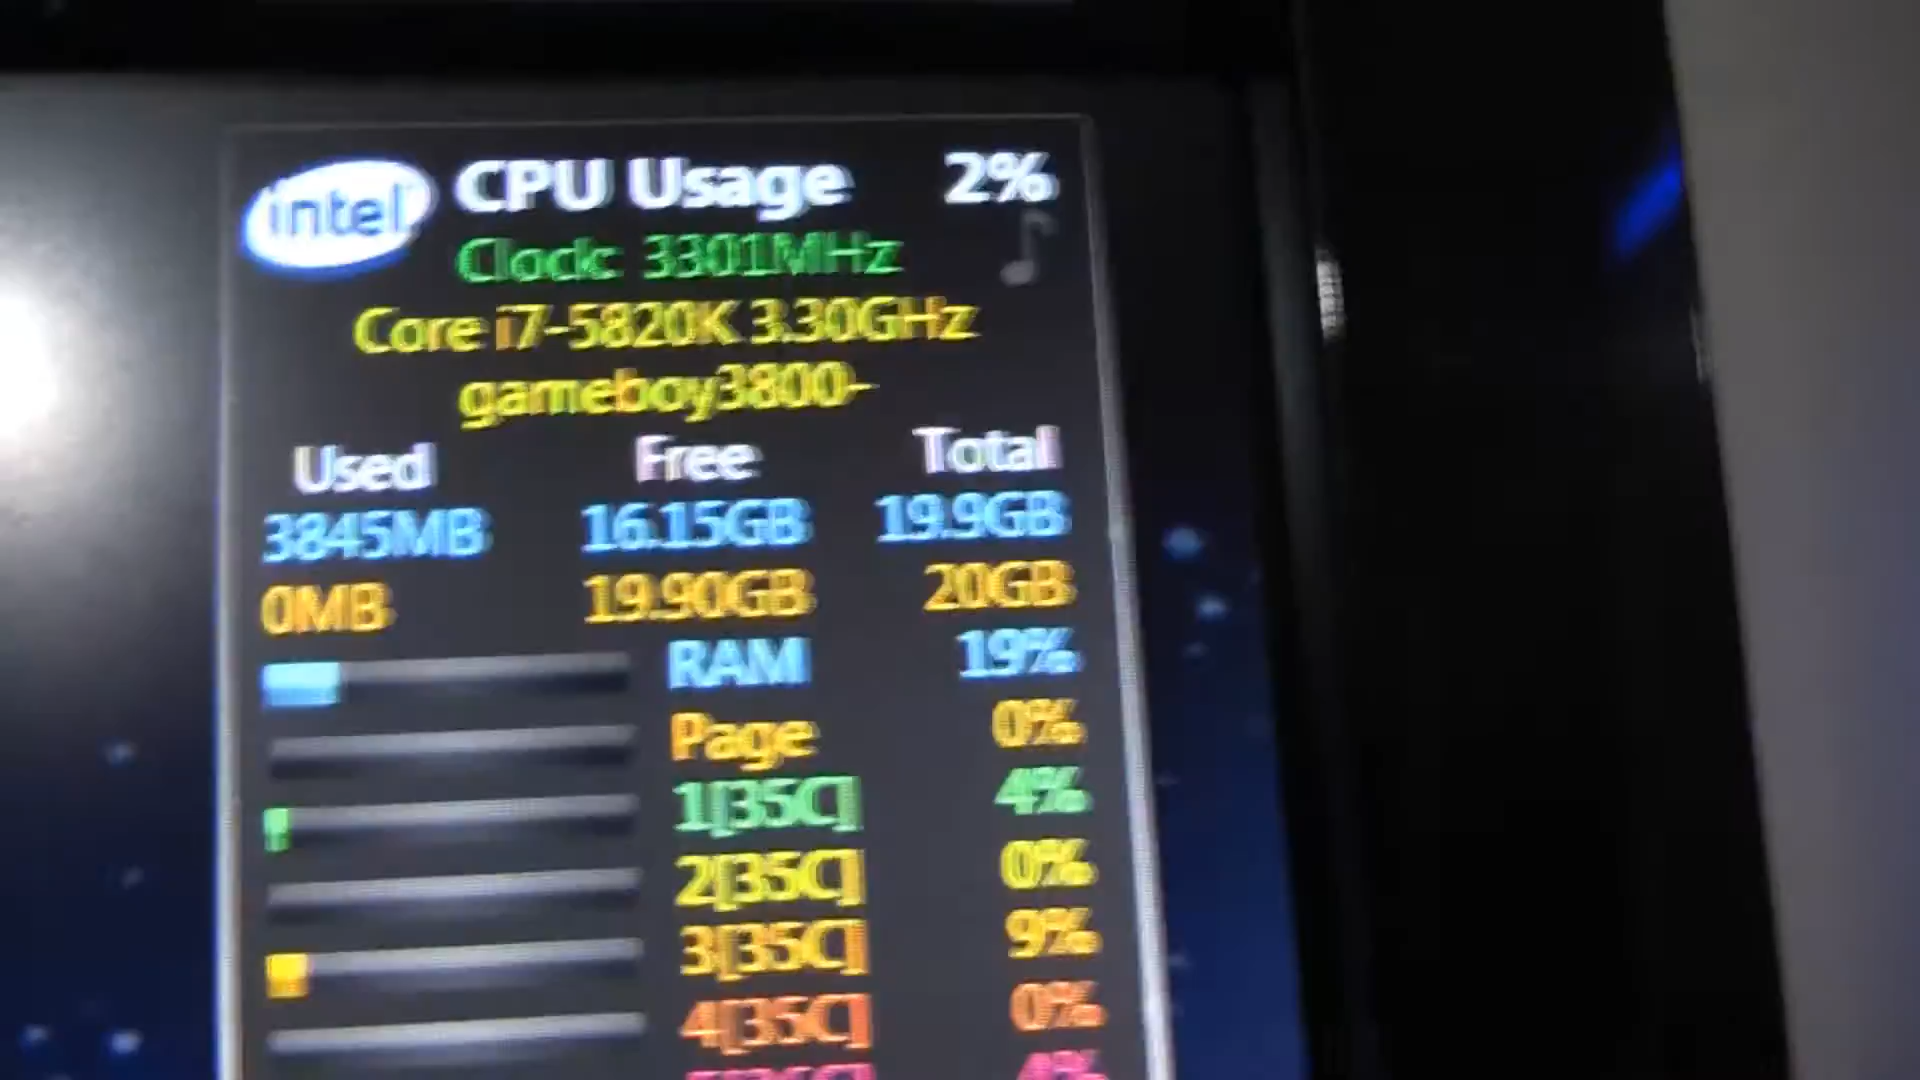 intel CPU Usage 2%
Clock: 3301MHz
Core i7-5820K 3.30GHz
gameboy3800-
Used Free Total
3845MB 16.15GB 19.9GB
0MB 19.90GB 20GB
RAM 19%
Page 0%
1[35C] 4%
2[35C] 0%
3[35C] 9%
4[35C] 0%
4%